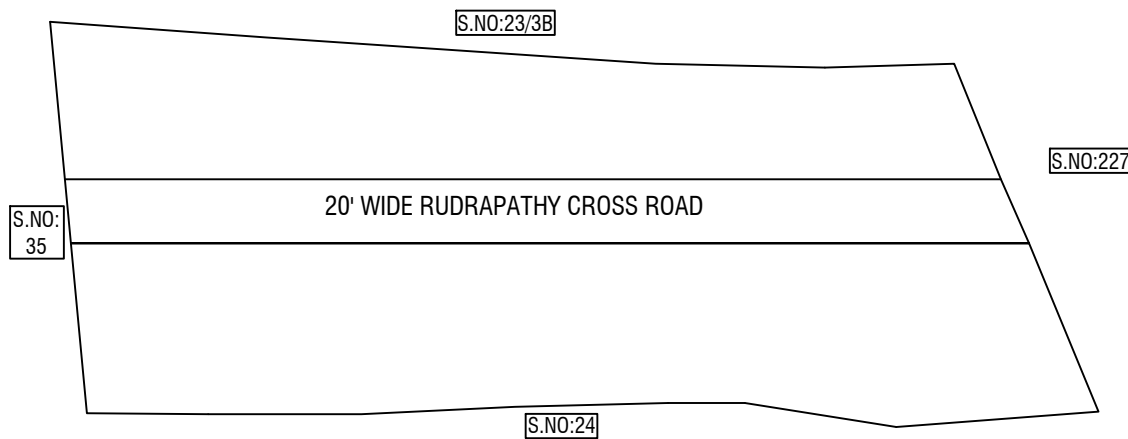 S.NO:23/3B
S.NO:227
20' WIDE RUDRAPATHY CROSS ROAD
S.NO:
35
S.NO:24